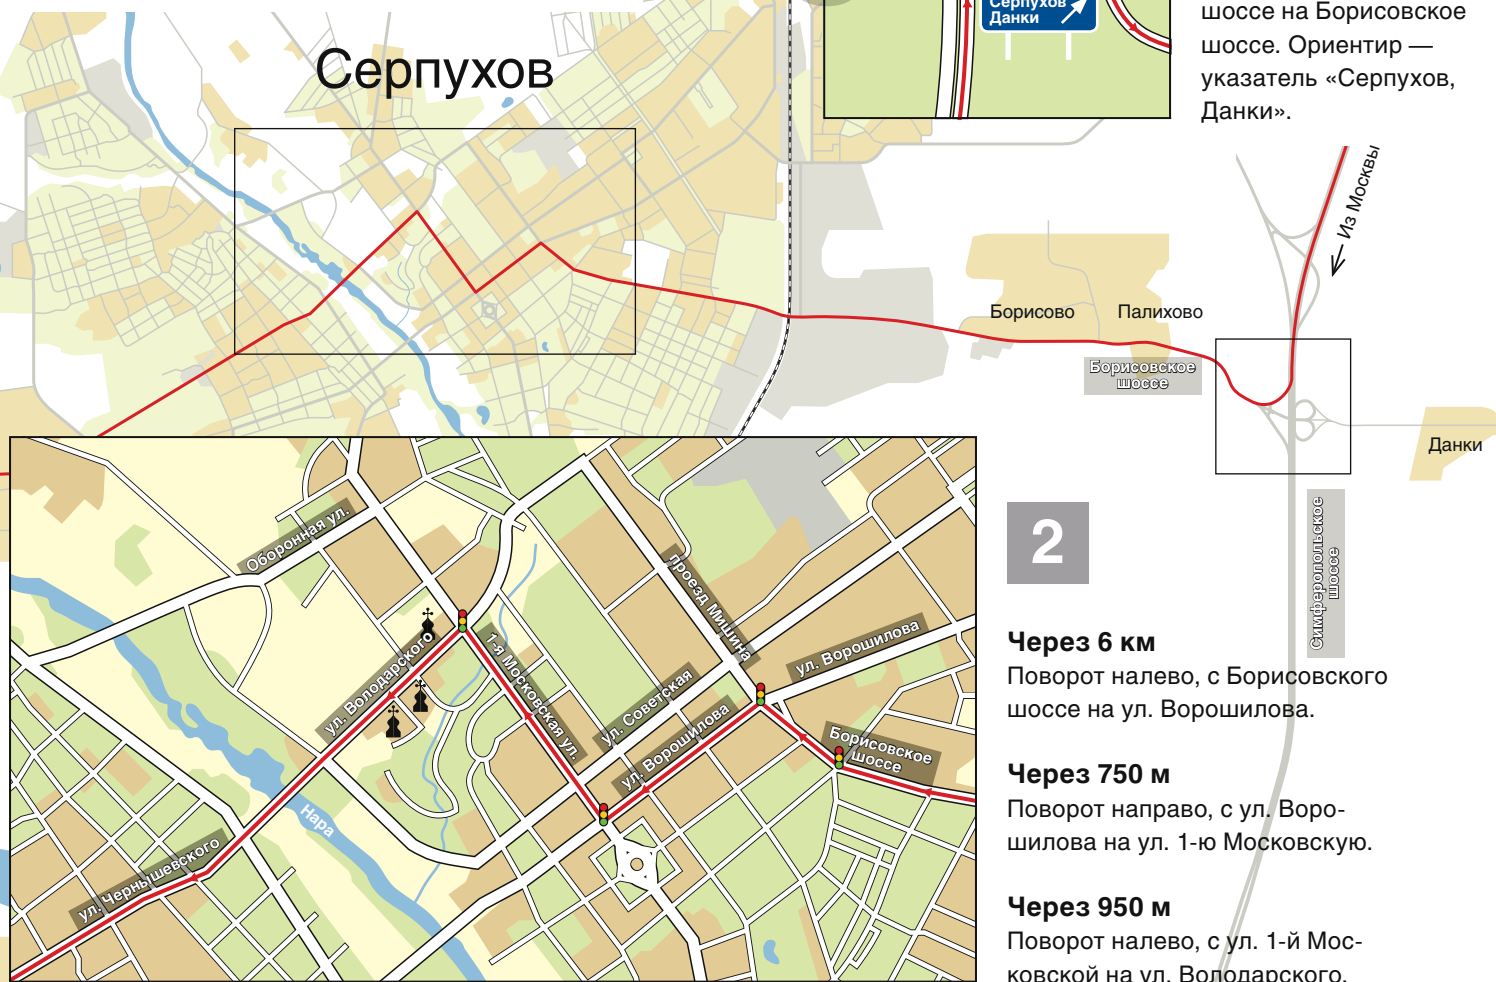 Серпухов
Данки
шоссе на Борисовское
шоссе. Ориентир —
указатель «Серпухов,
Данки».
Серпухов
Из Москвы
Борисово
Палихово
Борисовское
шоссе
Данки
Симферопольское
шоссе
Оборонная ул.
проезд Мишина
ул. Ворошилова
ул. Володарского
1-я Московская ул.
ул. Советская
ул. Ворошилова
Борисовское
шоссе
Нара
ул. Чернышевского
2
Через 6 км
Поворот налево, с Борисовского
шоссе на ул. Ворошилова.
Через 750 м
Поворот направо, с ул. Воро-
шилова на ул. 1-ю Московскую.
Через 950 м
Поворот налево, с ул. 1-й Мос-
ковской на ул. Володарского.